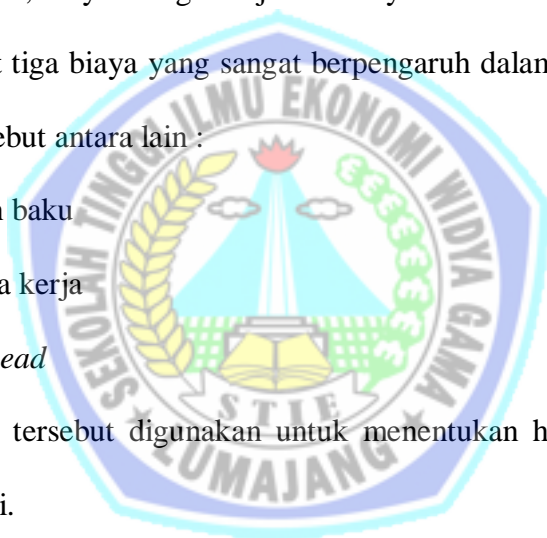 t tiga biaya yang sangat berpengaruh dalam
ebut antara lain :
n baku
a kerja
ead
tersebut digunakan untuk menentukan h
i.
SEKOLAH TINGGI ILMU EKONOMI WIDYA GAMA
STIE
LUMAJANG